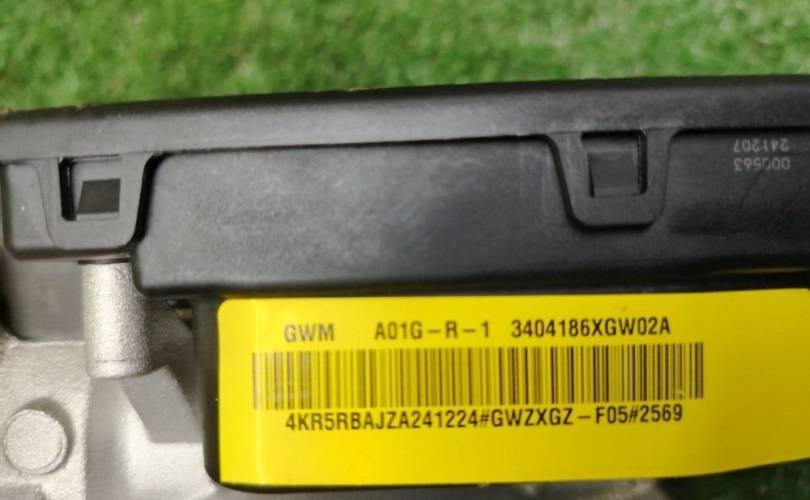 000563
241207
GWM A01G-R-1 3404186XGW02A
4KR5RBAJZA241224#GWZXGZ-F05#2569